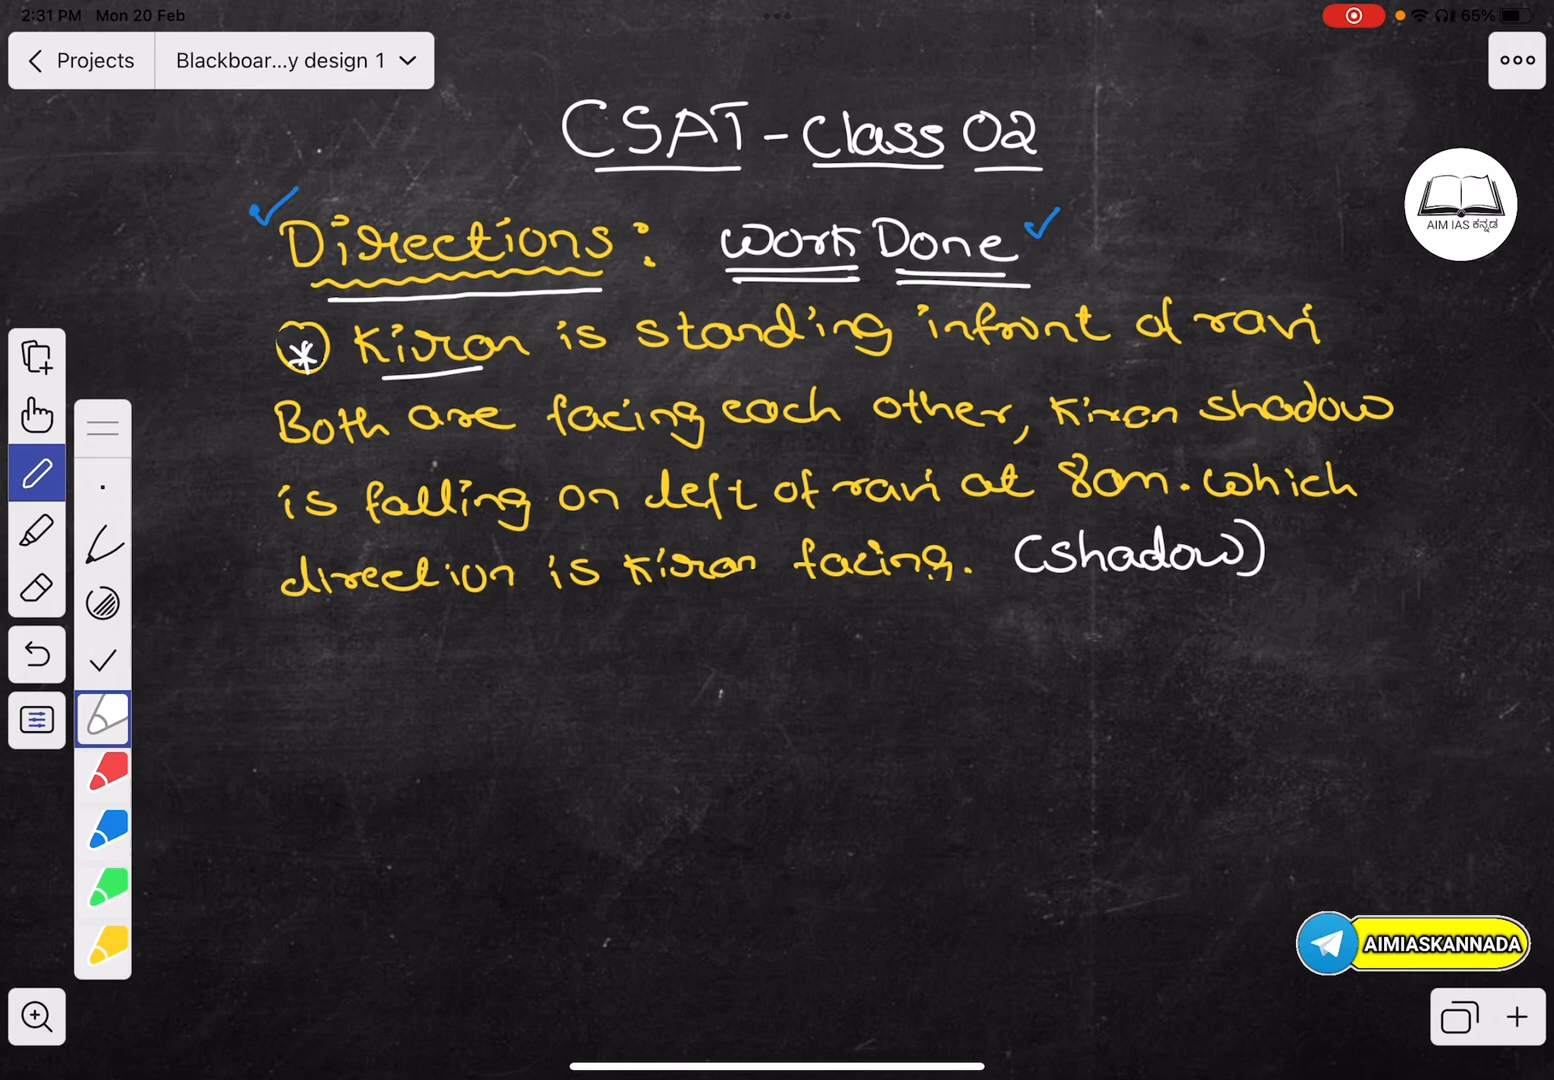 2:31 PM Mon 20 Feb
65%
Projects
Blackboar...y design 1
CSAT - Class 02
AIM IAS ಕನ್ನಡ
Directions : Work Done
Kiran is standing infront of ravi
Both are facing each other, Kiran shadow
is falling on left of ravi at 8am. which
direction is Kiran facing. (shadow)
AIMIASKANNADA